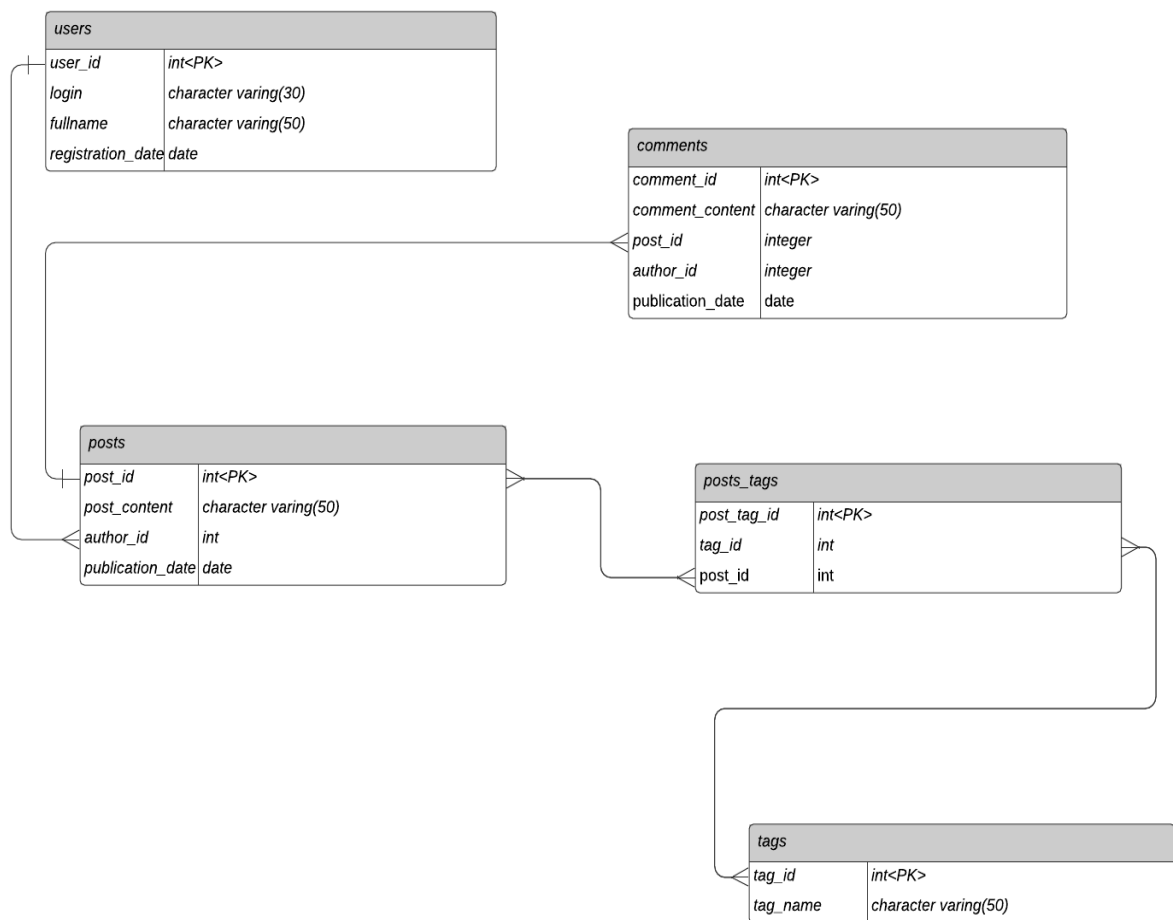 users
user_id int<PK>
login character varing(30)
fullname character varing(50)
registration_date date
comments
comment_id int<PK>
comment_content character varing(50)
post_id integer
author_id integer
publication_date date
posts
post_id int<PK>
post_content character varing(50)
author_id int
publication_date date
posts_tags
post_tag_id int<PK>
tag_id int
post_id int
tags
tag_id int<PK>
tag_name character varing(50)